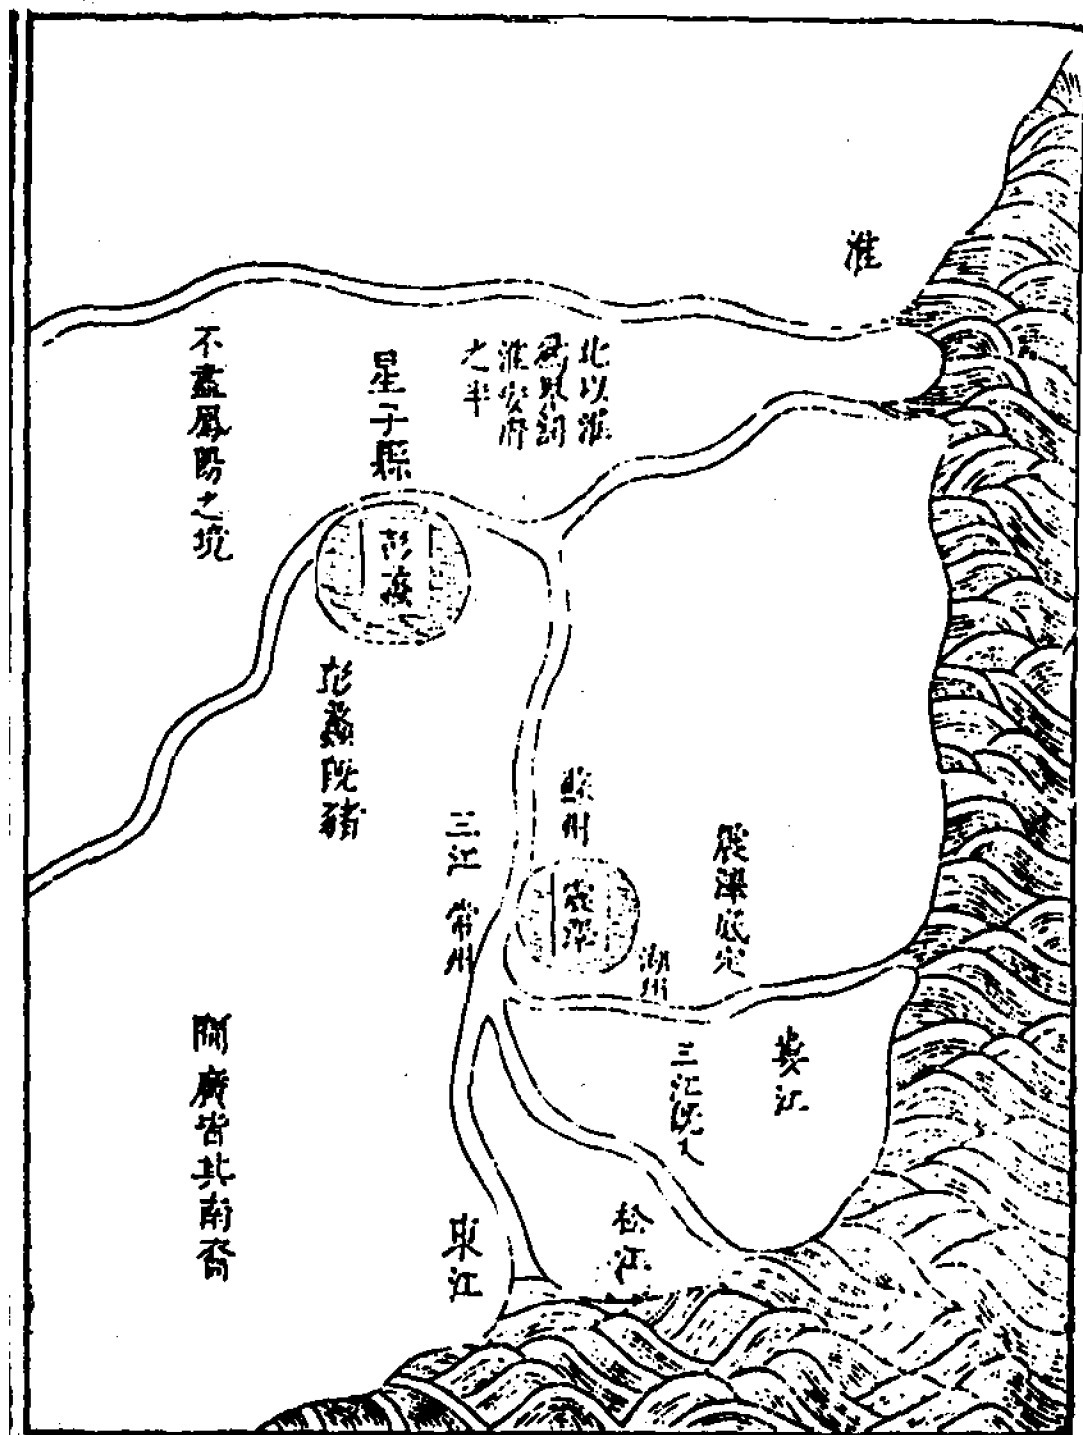 淮
北以淮
為界鳳
淮安府
之半
星子縣
彭蠡
彭蠡既豬
不盡鳳陽之境
震澤底定
婁江
三江既入
湖州
震澤
蘇州
松江
三江
常州
東江
閩廣皆其南裔